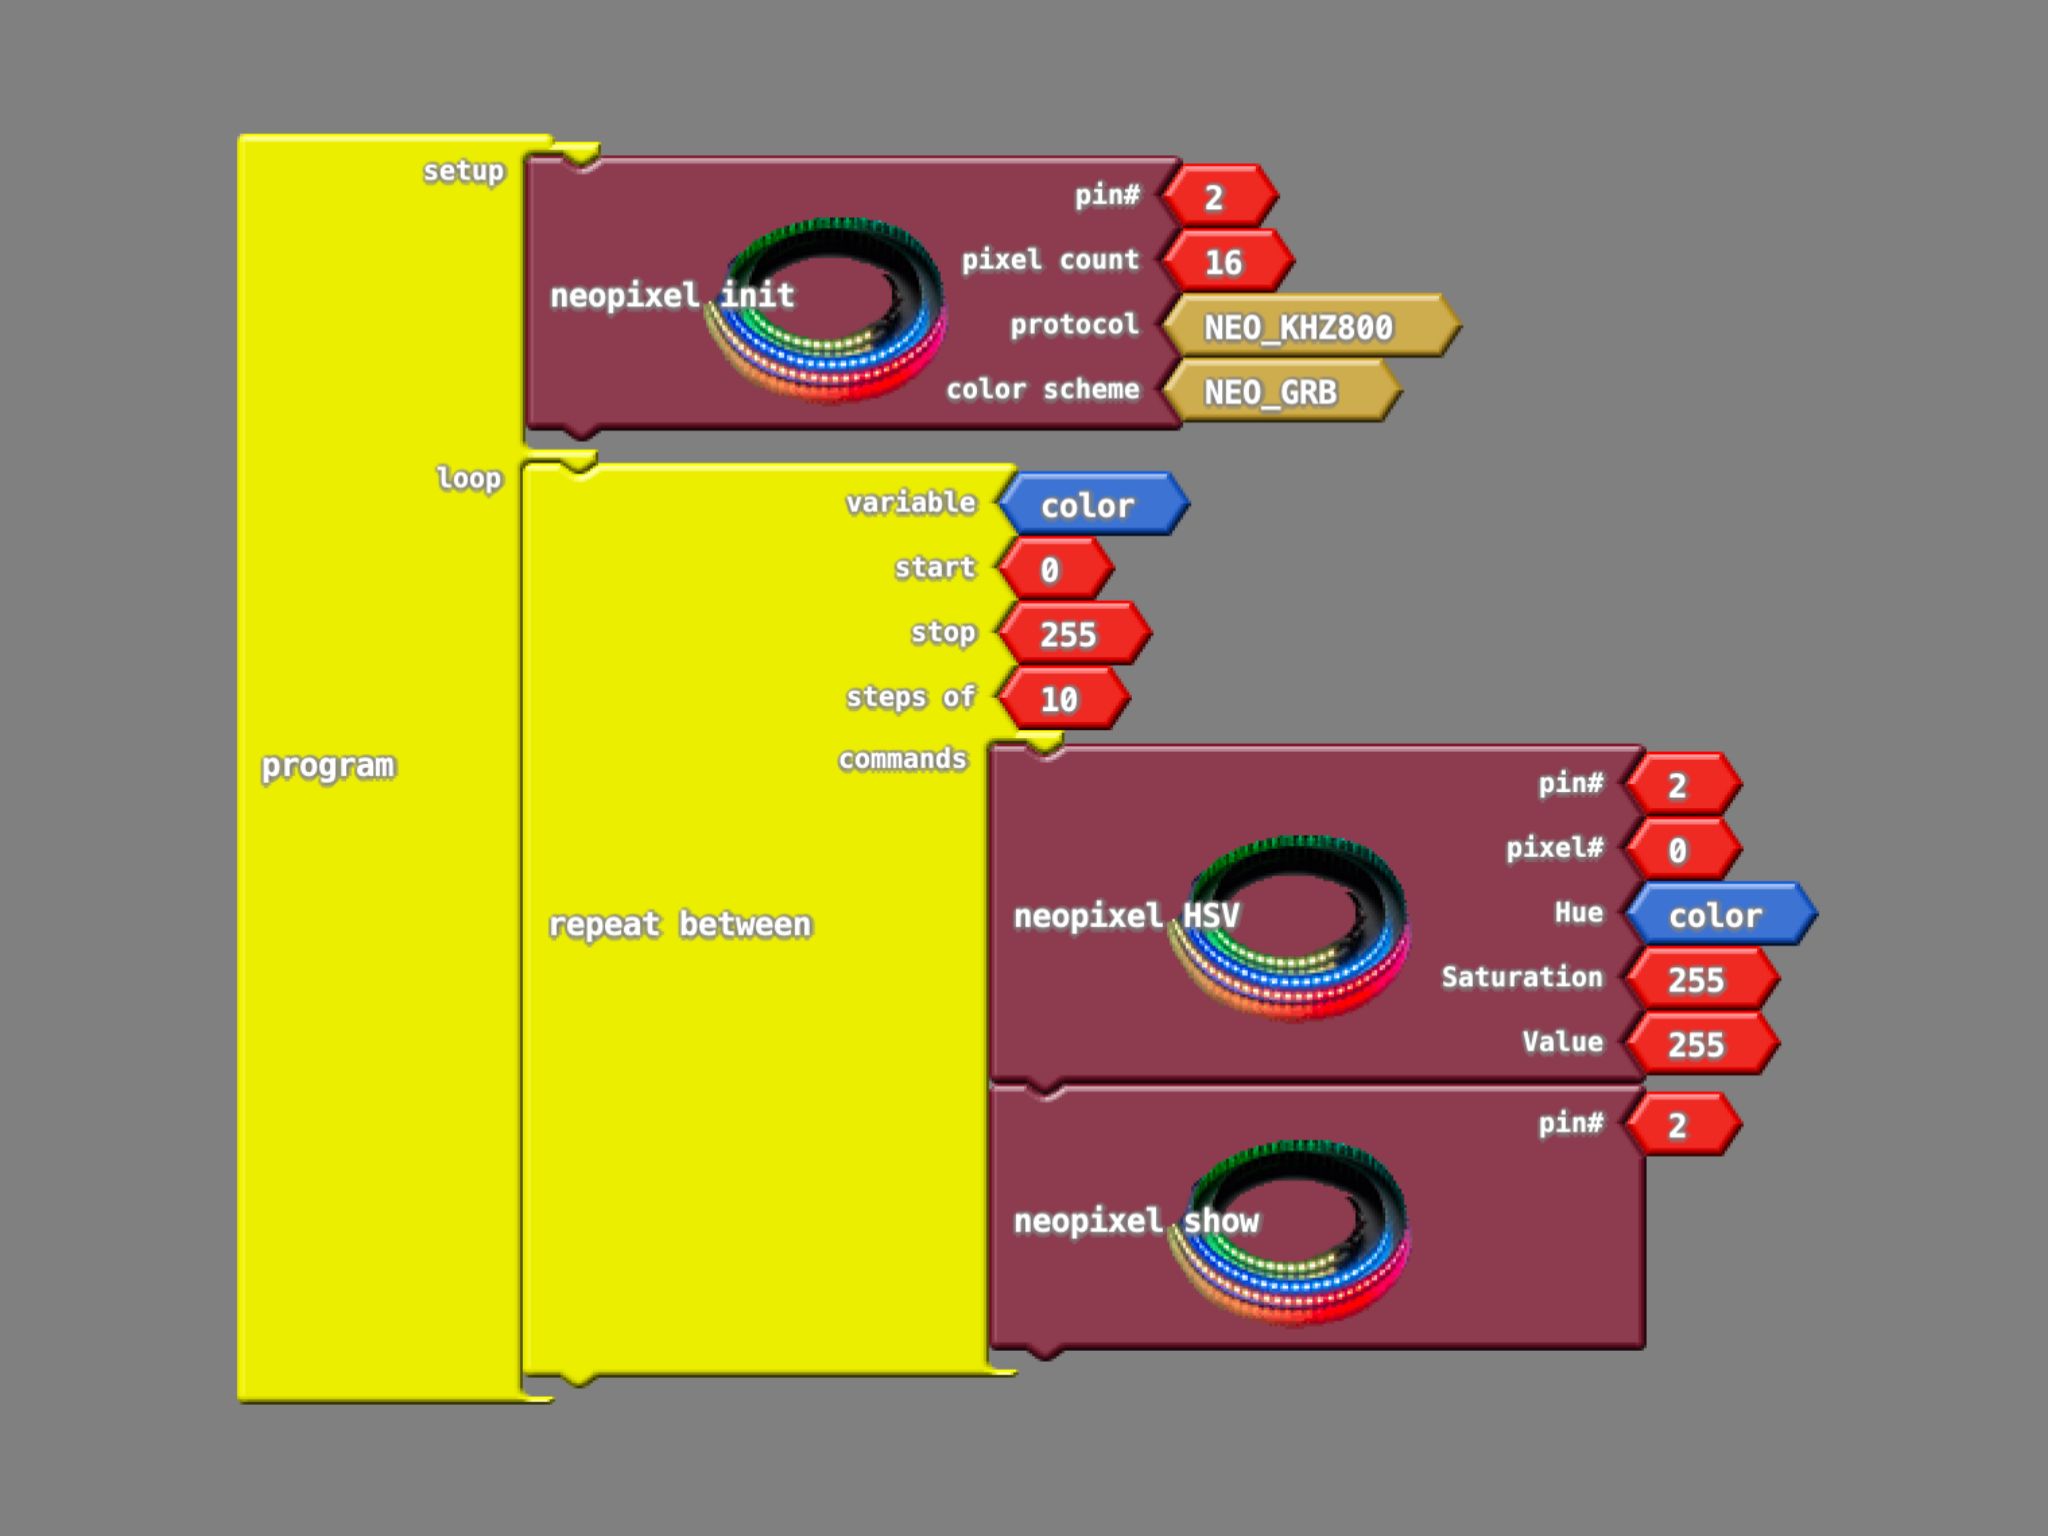 setup
pin# 2
pixel count 16
neopixel init
protocol NEO_KHZ800
color scheme NEO_GRB
loop
variable color
start 0
stop 255
steps of 10
program
commands
pin# 2
pixel# 0
repeat between
neopixel HSV
Hue color
Saturation 255
Value 255
pin# 2
neopixel show